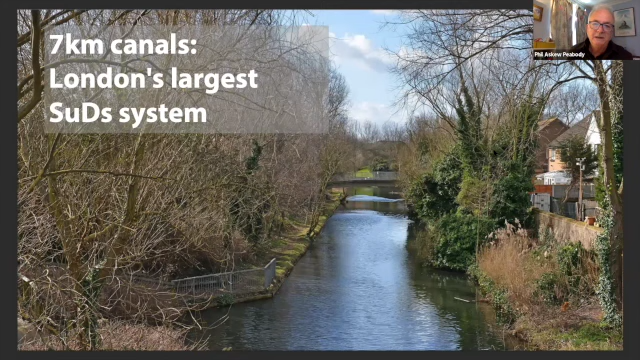 7km canals:
London's largest
SuDs system
Phil Askew Peabody